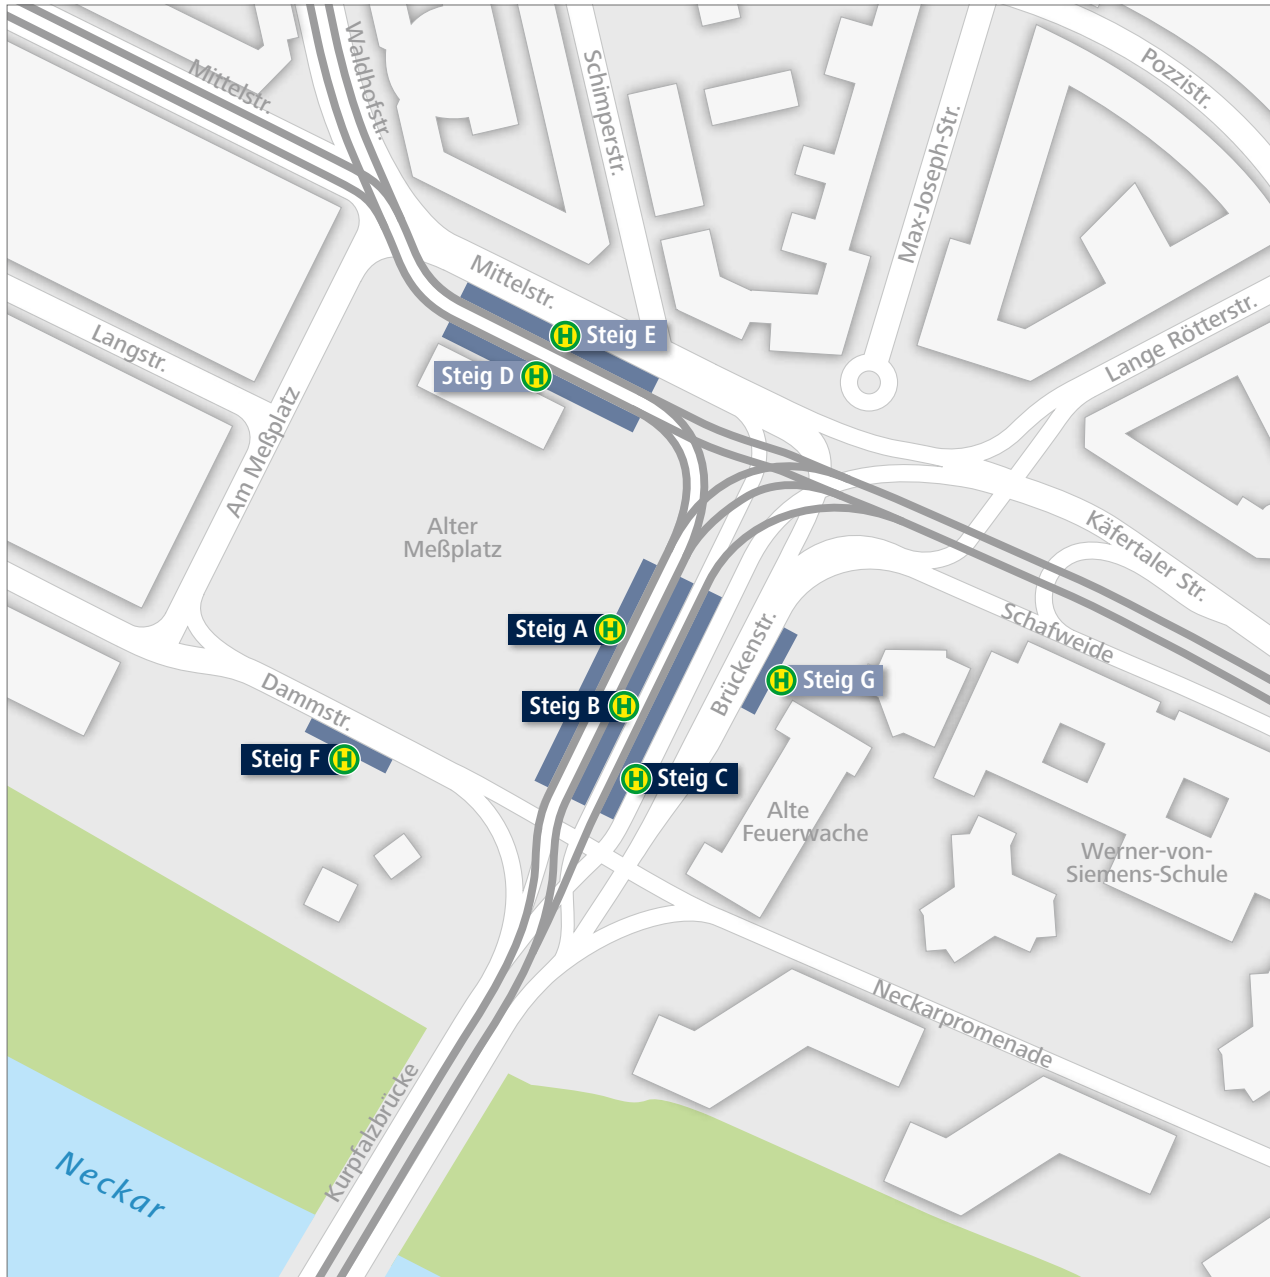 Mittelstr.
Waldhofstr.
Schimperstr.
Max-Joseph-Str.
Pozzistr.
Langstr.
Am Meßplatz
Mittelstr.
H Steig E
Steig D H
Lange Rötterstr.
Alter
Meßplatz
Käfertaler Str.
Schafweide
Steig A H
Brückenstr.
H Steig G
Steig B H
Dammstr.
Steig F H
H Steig C
Alte
Feuerwache
Werner-von-
Siemens-Schule
Neckarpromenade
Kurpfalzbrücke
Neckar